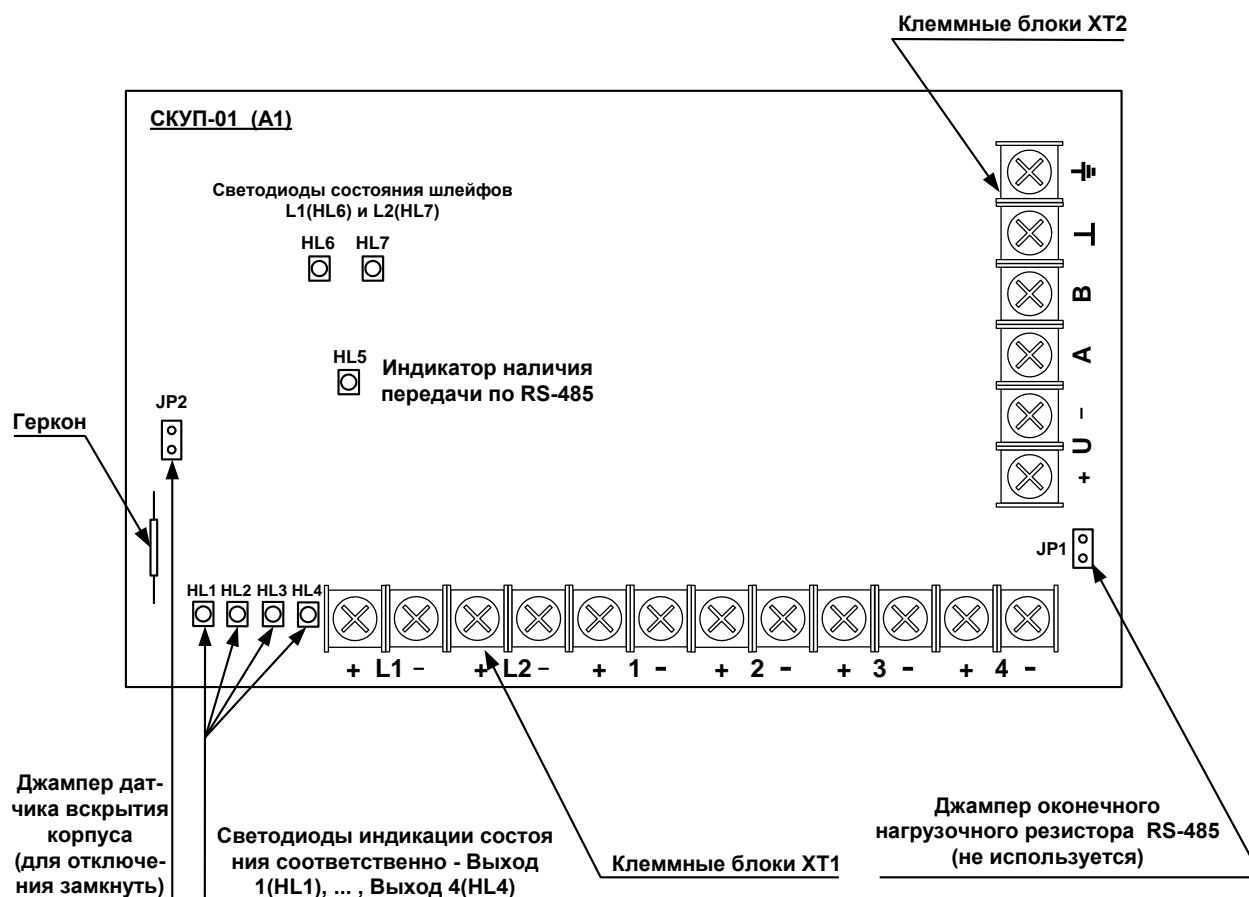 Клеммные блоки XT2
СКУП-01 (А1)
Светодиоды состояния шлейфов
L1(HL6) и L2(HL7)
HL6 HL7
HL5
Индикатор наличия
передачи по RS-485
JP2
Геркон
B
A
+ U −
JP1
HL1 HL2 HL3 HL4
+ L1 − + L2 − + 1 - + 2 - + 3 - + 4 -
Джампер дат-
чика вскрытия
корпуса
(для отключе-
ния замкнуть)
Светодиоды индикации состоя
ния соответственно - Выход
1(HL1), ... , Выход 4(HL4)
Клеммные блоки XT1
Джампер оконечного
нагрузочного резистора RS-485
(не используется)